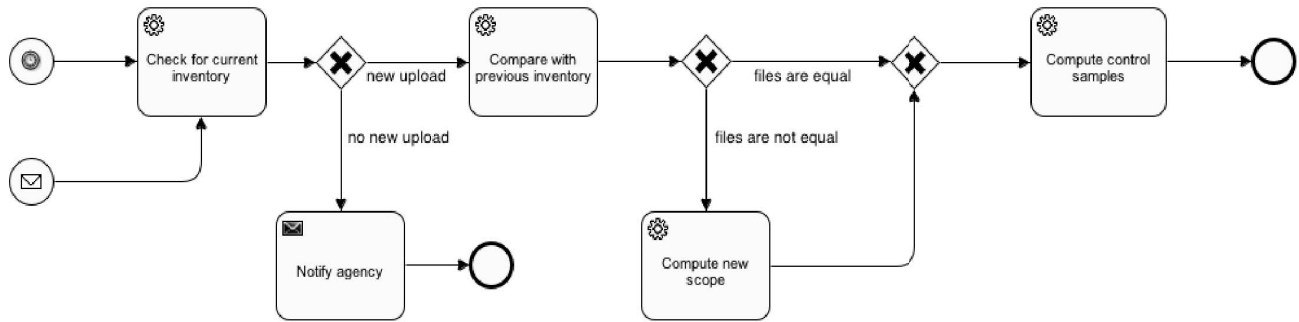 Check for current
inventory
new upload
Compare with
previous inventory
files are equal
Compute control
samples
no new upload
files are not equal
Notify agency
Compute new
scope